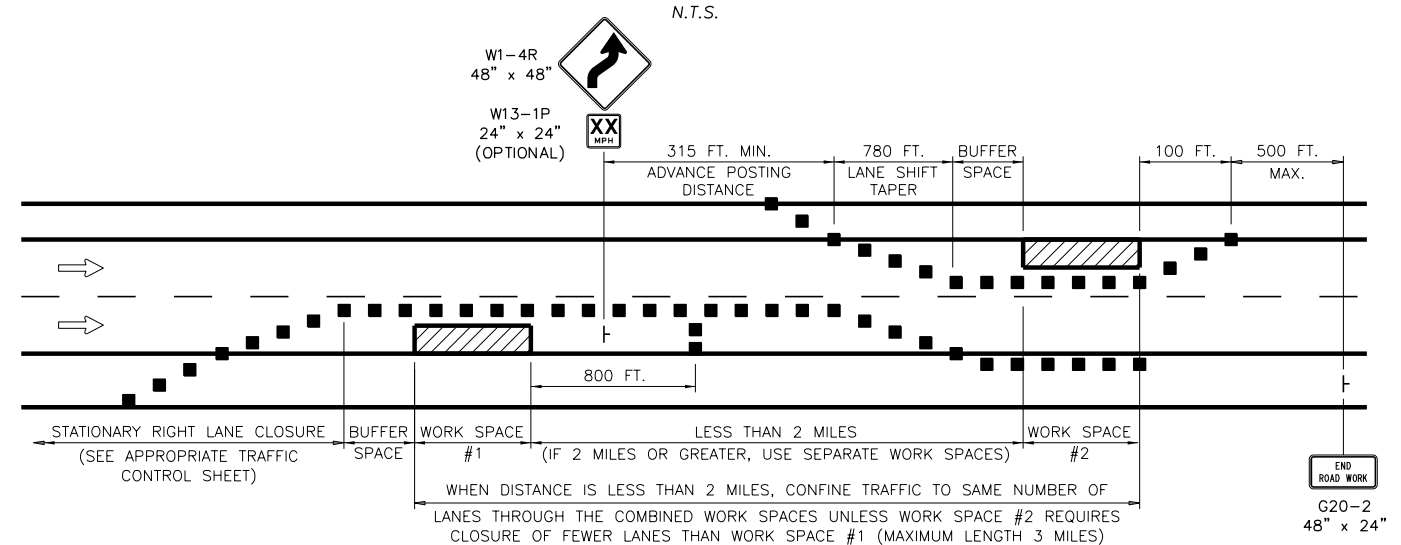 N.T.S.
W1-4R
48" x 48"
W13-1P
24" x 24"
(OPTIONAL)
XX
MPH
315 FT. MIN.
ADVANCE POSTING
DISTANCE
780 FT.
LANE SHIFT
TAPER
BUFFER
SPACE
100 FT.
500 FT.
MAX.
800 FT.
STATIONARY RIGHT LANE CLOSURE
(SEE APPROPRIATE TRAFFIC
CONTROL SHEET)
BUFFER
SPACE
WORK SPACE
#1
LESS THAN 2 MILES
(IF 2 MILES OR GREATER, USE SEPARATE WORK SPACES)
WORK SPACE
#2
WHEN DISTANCE IS LESS THAN 2 MILES, CONFINE TRAFFIC TO SAME NUMBER OF
LANES THROUGH THE COMBINED WORK SPACES UNLESS WORK SPACE #2 REQUIRES
CLOSURE OF FEWER LANES THAN WORK SPACE #1 (MAXIMUM LENGTH 3 MILES)
END
ROAD WORK
G20-2
48" x 24"